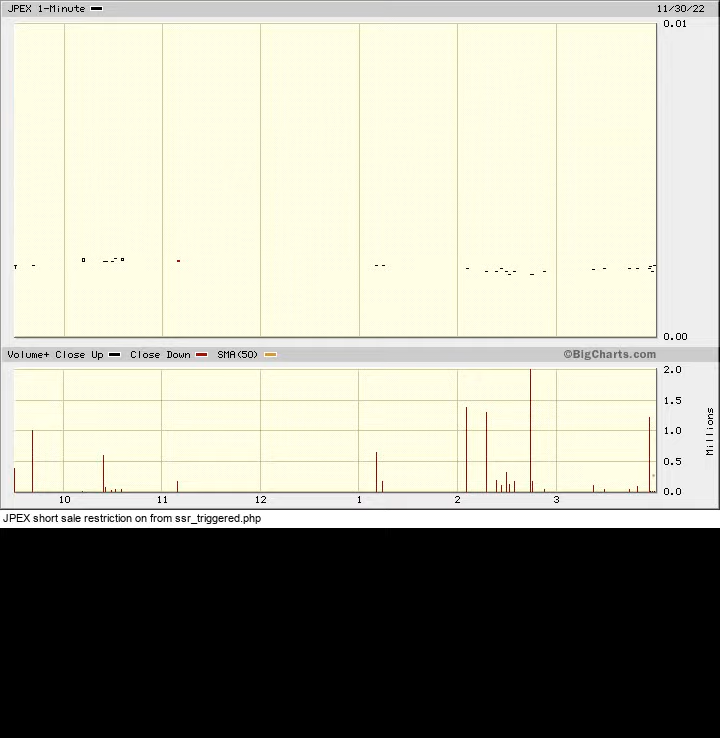 JPEX 1-Minute 11/30/22
0.01
0.00
Volume+ Close Up Close Down SMA(50) ©BigCharts.com
2.0
1.5
1.0
0.5
0.0
Millions
10 11 12 1 2 3
JPEX short sale restriction on from ssr_triggered.php